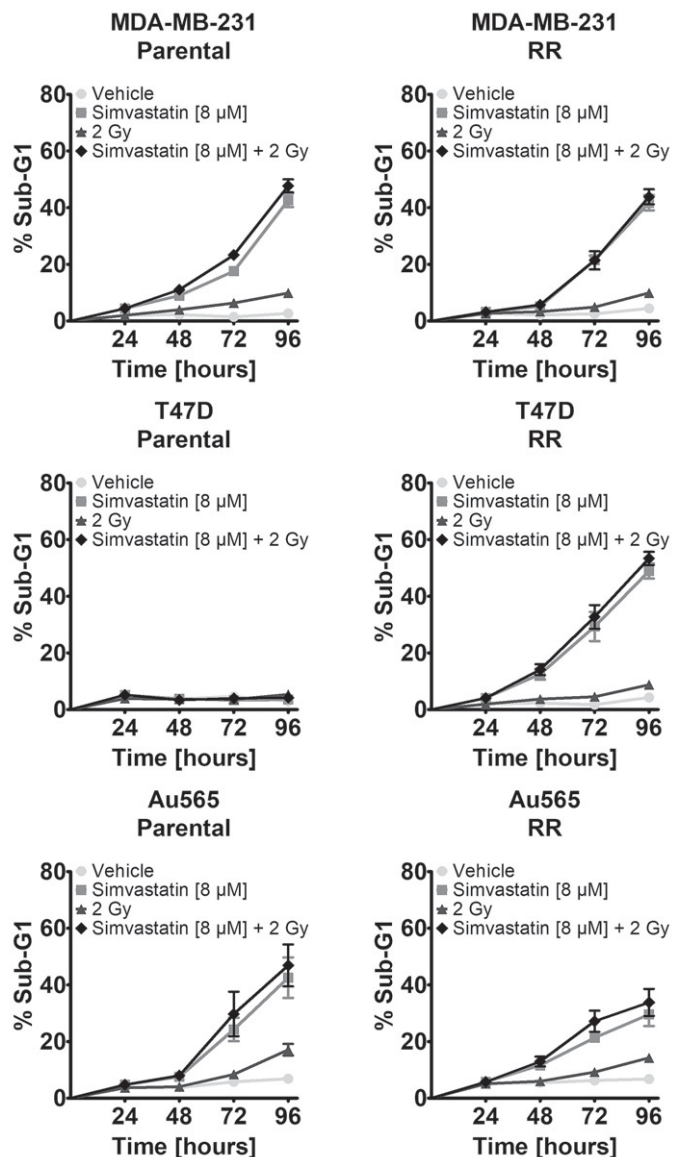 MDA-MB-231
Parental
80
60
40
20
0
% Sub-G1
Vehicle
Simvastatin [8 µM]
2 Gy
Simvastatin [8 µM] + 2 Gy
24 48 72 96
Time [hours]
MDA-MB-231
RR
80
60
40
20
0
% Sub-G1
Vehicle
Simvastatin [8 µM]
2 Gy
Simvastatin [8 µM] + 2 Gy
24 48 72 96
Time [hours]
T47D
Parental
80
60
40
20
0
% Sub-G1
Vehicle
Simvastatin [8 µM]
2 Gy
Simvastatin [8 µM] + 2 Gy
24 48 72 96
Time [hours]
T47D
RR
80
60
40
20
0
% Sub-G1
Vehicle
Simvastatin [8 µM]
2 Gy
Simvastatin [8 µM] + 2 Gy
24 48 72 96
Time [hours]
Au565
Parental
80
60
40
20
0
% Sub-G1
Vehicle
Simvastatin [8 µM]
2 Gy
Simvastatin [8 µM] + 2 Gy
24 48 72 96
Time [hours]
Au565
RR
80
60
40
20
0
% Sub-G1
Vehicle
Simvastatin [8 µM]
2 Gy
Simvastatin [8 µM] + 2 Gy
24 48 72 96
Time [hours]